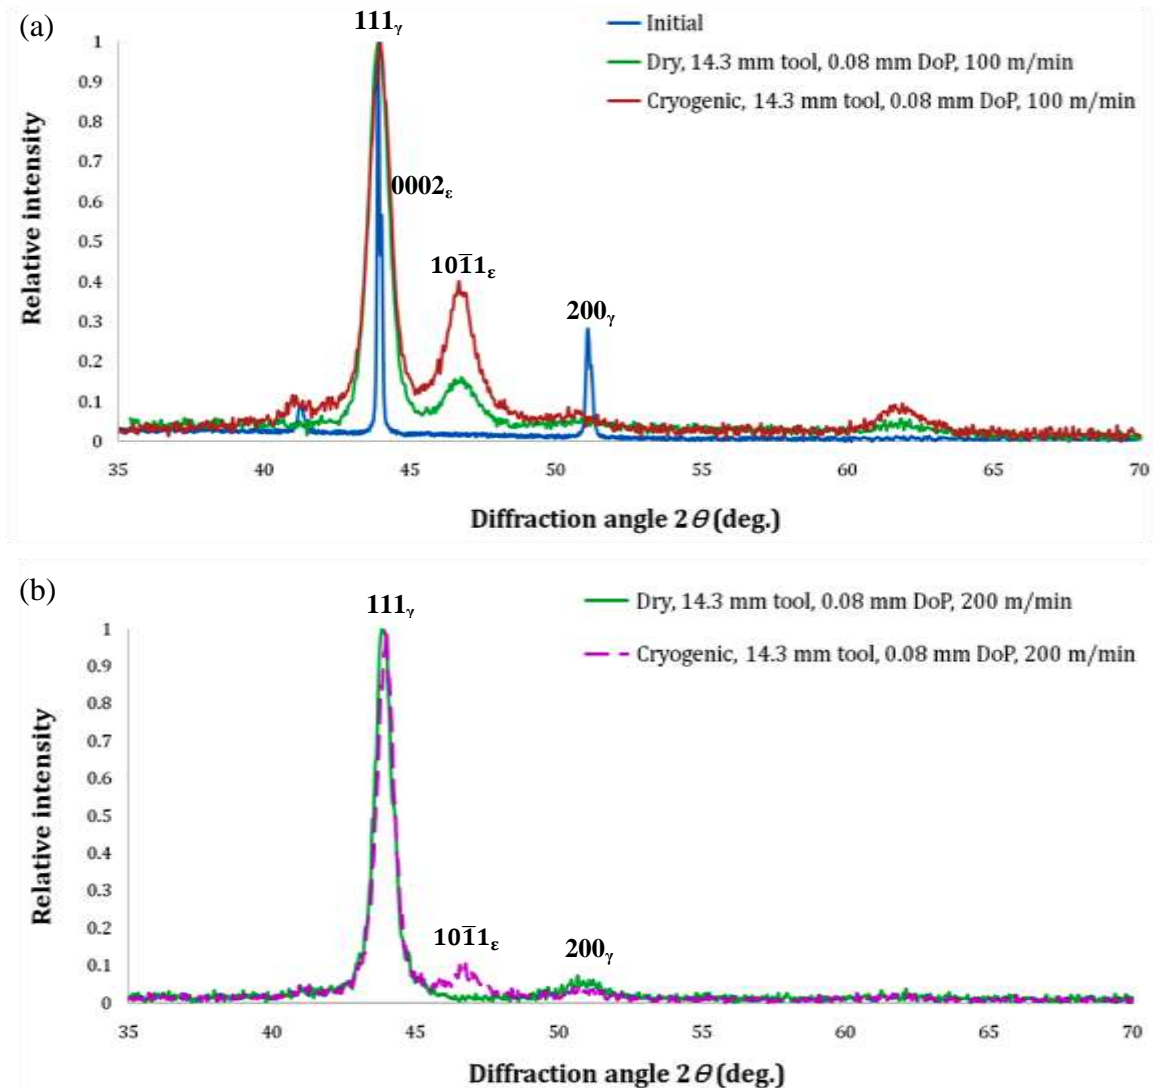 (a)
111γ
Initial
Dry, 14.3 mm tool, 0.08 mm DoP, 100 m/min
Cryogenic, 14.3 mm tool, 0.08 mm DoP, 100 m/min
1
0.9
0.8
0.7
0.6
0.5
0.4
0.3
0.2
0.1
0
Relative intensity
0002ε
101̅1ε
200γ
35 40 45 50 55 60 65 70
Diffraction angle 2θ (deg.)
(b)
111γ
Dry, 14.3 mm tool, 0.08 mm DoP, 200 m/min
Cryogenic, 14.3 mm tool, 0.08 mm DoP, 200 m/min
1
0.9
0.8
0.7
0.6
0.5
0.4
0.3
0.2
0.1
0
Relative intensity
101̅1ε
200γ
35 40 45 50 55 60 65 70
Diffraction angle 2θ (deg.)